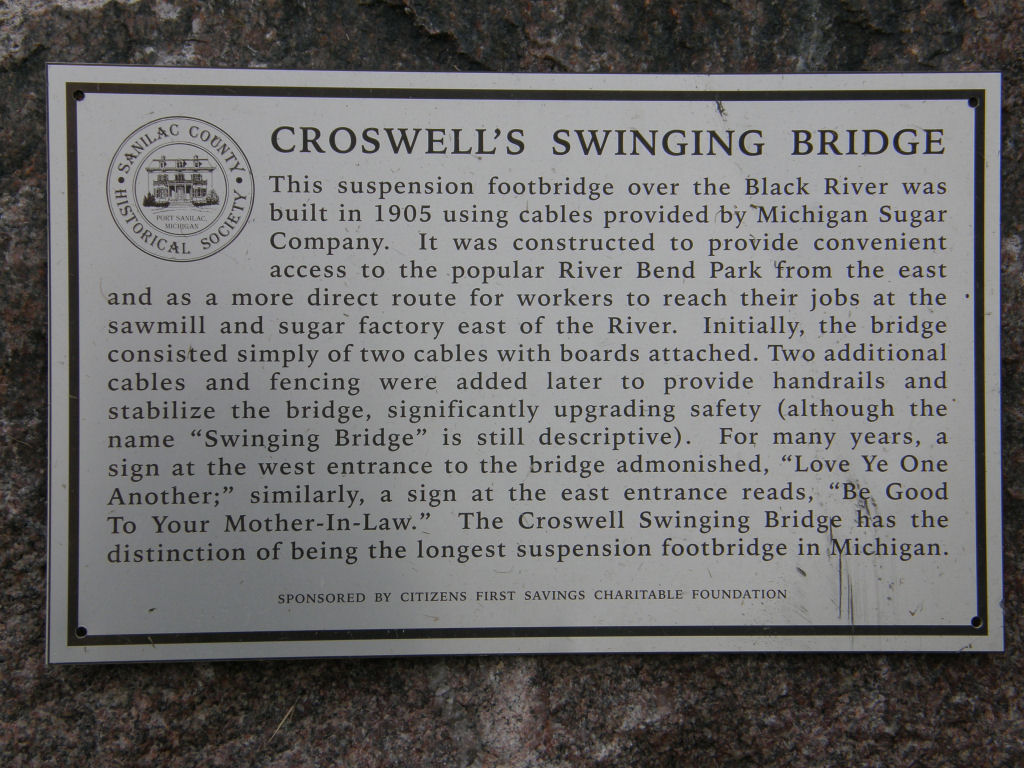 SANILAC COUNTY
HISTORICAL SOCIETY
PORT SANILAC,
MICHIGAN
CROSWELL'S SWINGING BRIDGE
This suspension footbridge over the Black River was
built in 1905 using cables provided by Michigan Sugar
Company. It was constructed to provide convenient
access to the popular River Bend Park from the east
and as a more direct route for workers to reach their jobs at the
sawmill and sugar factory east of the River. Initially, the bridge
consisted simply of two cables with boards attached. Two additional
cables and fencing were added later to provide handrails and
stabilize the bridge, significantly upgrading safety (although the
name “Swinging Bridge” is still descriptive). For many years, a
sign at the west entrance to the bridge admonished, “Love Ye One
Another;” similarly, a sign at the east entrance reads, “Be Good
To Your Mother-In-Law.” The Croswell Swinging Bridge has the
distinction of being the longest suspension footbridge in Michigan.
SPONSORED BY CITIZENS FIRST SAVINGS CHARITABLE FOUNDATION